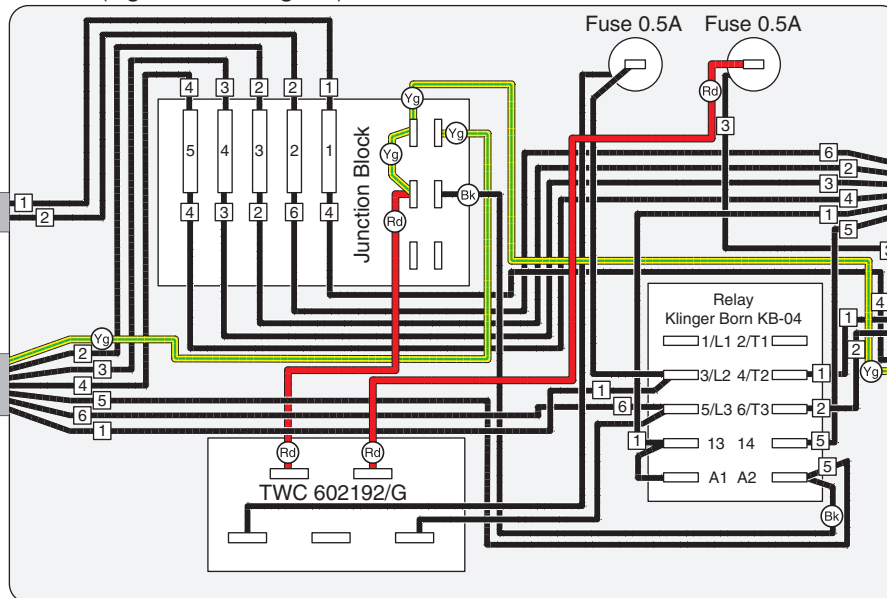 Fuse 0.5A Fuse 0.5A
4 3 2 2 1
Yg Rd
5 4 3 2 1
Yg 3
Yg
6
2
3
Junction Block
1
2
Bk
4 3 2 6 4
Rd
4
1
5
3
Relay
Klinger Born KB-04
4
1/L1 2/T1
1
2
Yg
2
3
4
3/L2 4/T2
1
Yg
1
5
6
1
6
5/L3 6/T3
2
1
13 14
5
Rd Rd
A1 A2
5
TWC 602192/G
Bk